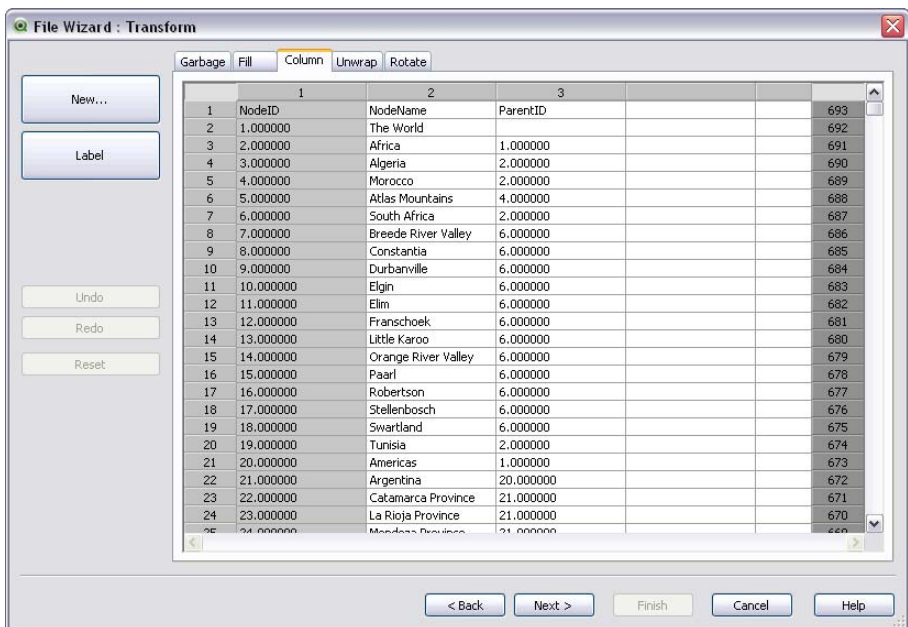 File Wizard : Transform
Garbage Fill Column Unwrap Rotate
New...
Label
Undo
Redo
Reset
1 2 3
1 NodeID NodeName ParentID 693
2 1.000000 The World 692
3 2.000000 Africa 1.000000 691
4 3.000000 Algeria 2.000000 690
5 4.000000 Morocco 2.000000 689
6 5.000000 Atlas Mountains 4.000000 688
7 6.000000 South Africa 2.000000 687
8 7.000000 Breede River Valley 6.000000 686
9 8.000000 Constantia 6.000000 685
10 9.000000 Durbanville 6.000000 684
11 10.000000 Elgin 6.000000 683
12 11.000000 Elim 6.000000 682
13 12.000000 Franschoek 6.000000 681
14 13.000000 Little Karoo 6.000000 680
15 14.000000 Orange River Valley 6.000000 679
16 15.000000 Paarl 6.000000 678
17 16.000000 Robertson 6.000000 677
18 17.000000 Stellenbosch 6.000000 676
19 18.000000 Swartland 6.000000 675
20 19.000000 Tunisia 2.000000 674
21 20.000000 Americas 1.000000 673
22 21.000000 Argentina 20.000000 672
23 22.000000 Catamarca Province 21.000000 671
24 23.000000 La Rioja Province 21.000000 670
25 24.000000 Mendoza Province 21.000000 669
< Back Next > Finish Cancel Help